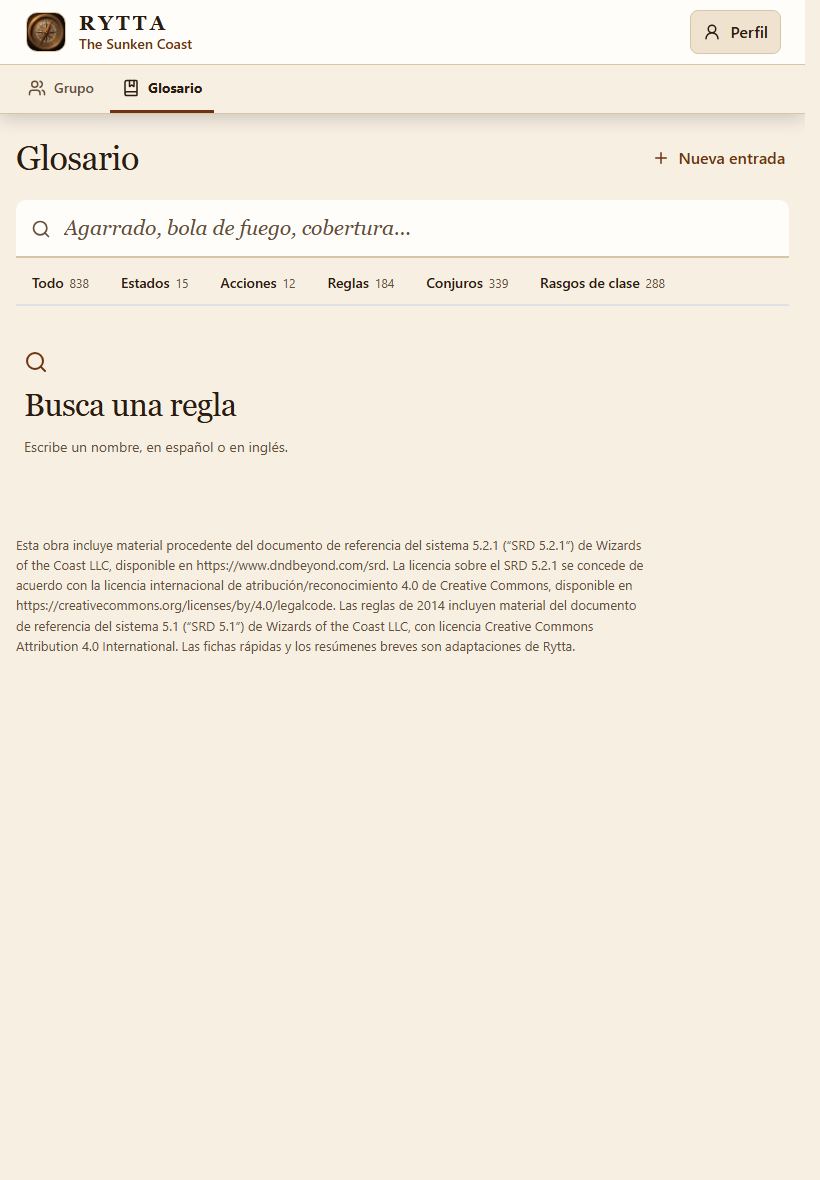 RYTTA
The Sunken Coast
Perfil
Grupo
Glosario
Glosario
Nueva entrada
Agarrado, bola de fuego, cobertura...
Todo 838 Estados 15 Acciones 12 Reglas 184 Conjuros 339 Rasgos de clase 288
Busca una regla
Escribe un nombre, en español o en inglés.
Esta obra incluye material procedente del documento de referencia del sistema 5.2.1 (“SRD 5.2.1”) de Wizards
of the Coast LLC, disponible en https://www.dndbeyond.com/srd. La licencia sobre el SRD 5.2.1 se concede de
acuerdo con la licencia internacional de atribución/reconocimiento 4.0 de Creative Commons, disponible en
https://creativecommons.org/licenses/by/4.0/legalcode. Las reglas de 2014 incluyen material del documento
de referencia del sistema 5.1 (“SRD 5.1”) de Wizards of the Coast LLC, con licencia Creative Commons
Attribution 4.0 International. Las fichas rápidas y los resúmenes breves son adaptaciones de Rytta.